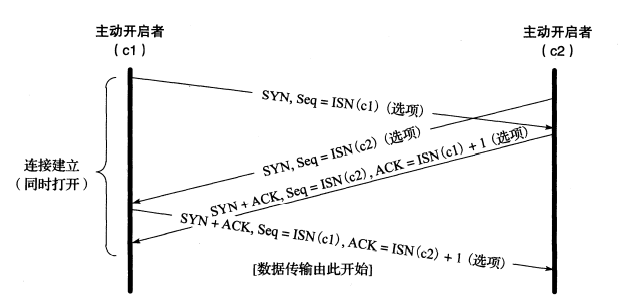 主动开启者
(c1)
主动开启者
(c2)
SYN, Seq = ISN(c1) (选项)
SYN, Seq = ISN(c2) (选项)
SYN + ACK, Seq = ISN(c2), ACK = ISN(c1) + 1 (选项)
连接建立
(同时打开)
SYN + ACK, Seq = ISN(c1), ACK = ISN(c2) + 1 (选项)
[数据传输由此开始]